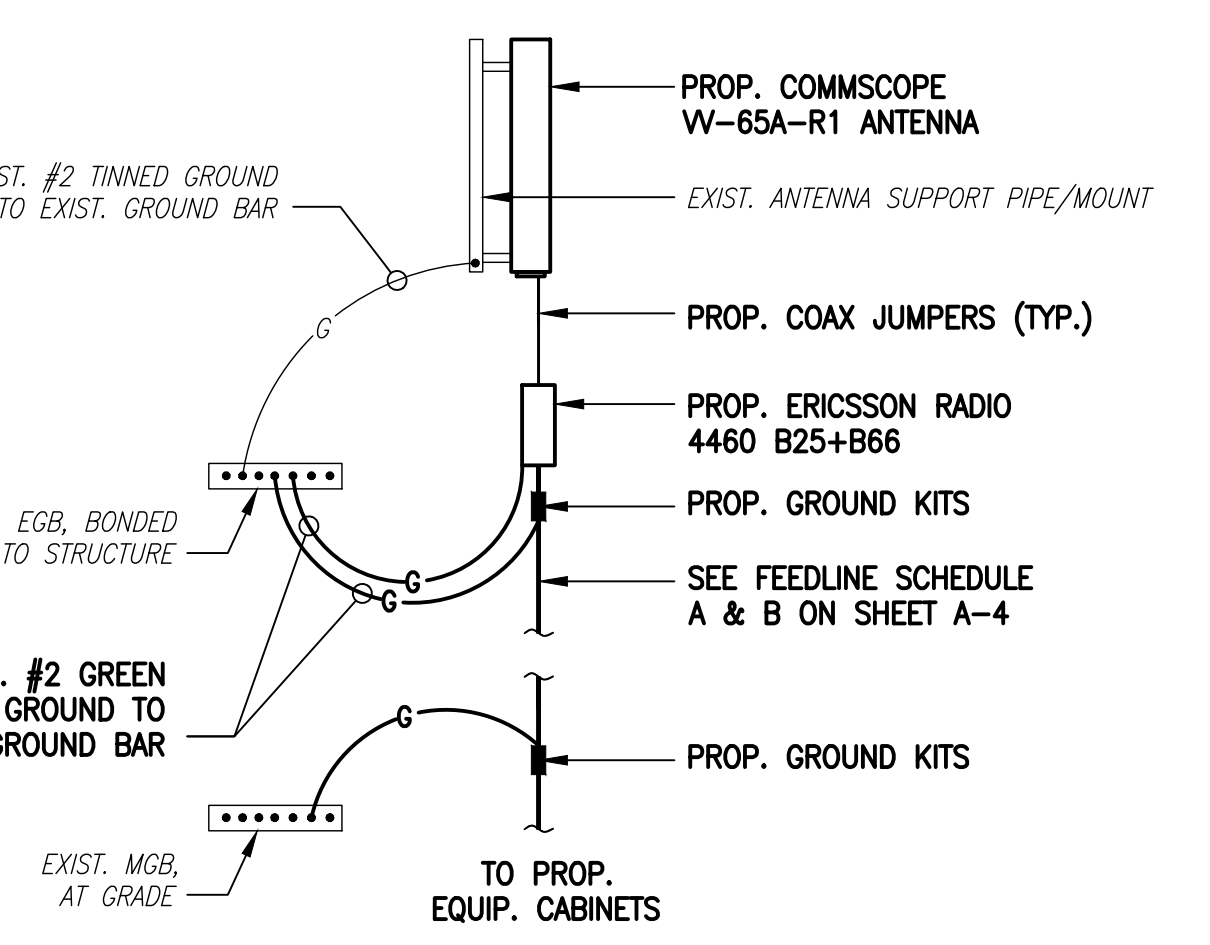 PROP. COMMSCOPE
VV-65A-R1 ANTENNA
#2 TINNED GROUND
TO EXIST. GROUND BAR
EXIST. ANTENNA SUPPORT PIPE/MOUNT
G
PROP. COAX JUMPERS (TYP.)
PROP. ERICSSON RADIO
4460 B25+B66
PROP. GROUND KITS
EGB, BONDED
TO STRUCTURE
G
G
SEE FEEDLINE SCHEDULE
A & B ON SHEET A-4
#2 GREEN
GROUND TO
GROUND BAR
G
PROP. GROUND KITS
EXIST. MGB,
AT GRADE
TO PROP.
EQUIP. CABINETS